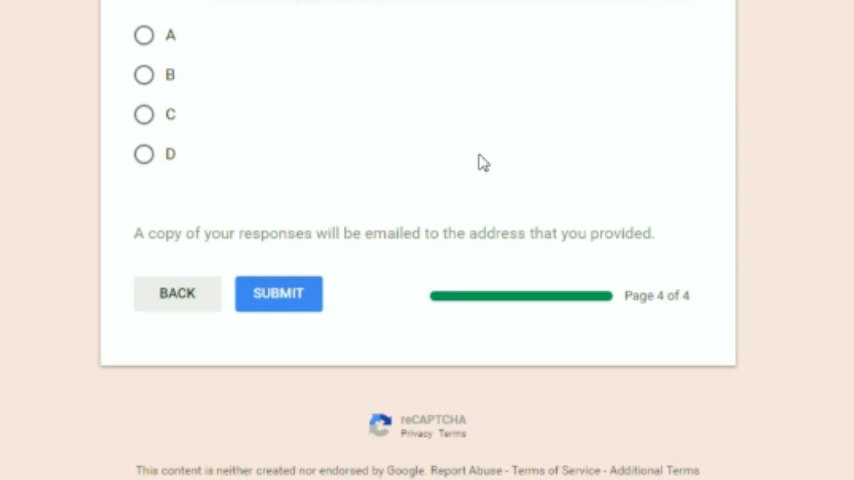 A
B
C
D
A copy of your responses will be emailed to the address that you provided.
BACK SUBMIT Page 4 of 4
reCAPTCHA
Privacy Terms
This content is neither created nor endorsed by Google. Report Abuse - Terms of Service - Additional Terms